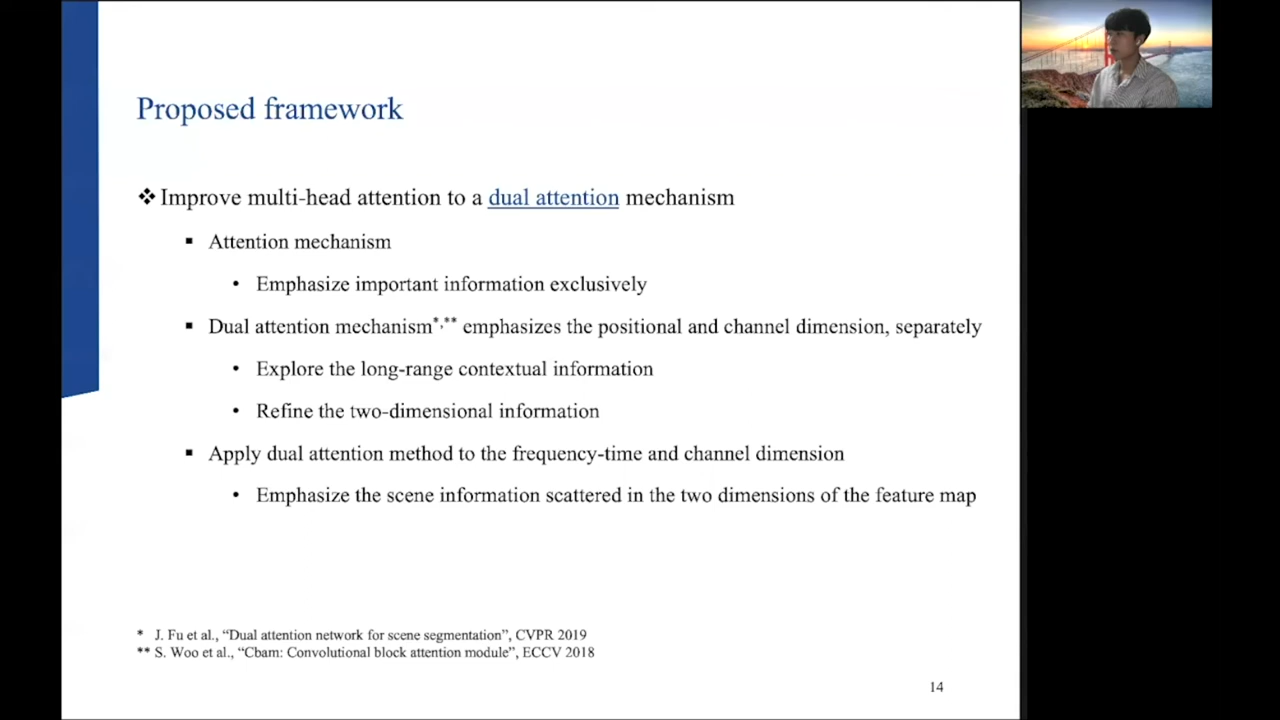 Proposed framework
❖ Improve multi-head attention to a dual attention mechanism
▪ Attention mechanism
• Emphasize important information exclusively
▪ Dual attention mechanism*,** emphasizes the positional and channel dimension, separately
• Explore the long-range contextual information
• Refine the two-dimensional information
▪ Apply dual attention method to the frequency-time and channel dimension
• Emphasize the scene information scattered in the two dimensions of the feature map
* J. Fu et al., “Dual attention network for scene segmentation”, CVPR 2019
** S. Woo et al., “Cbam: Convolutional block attention module”, ECCV 2018
14